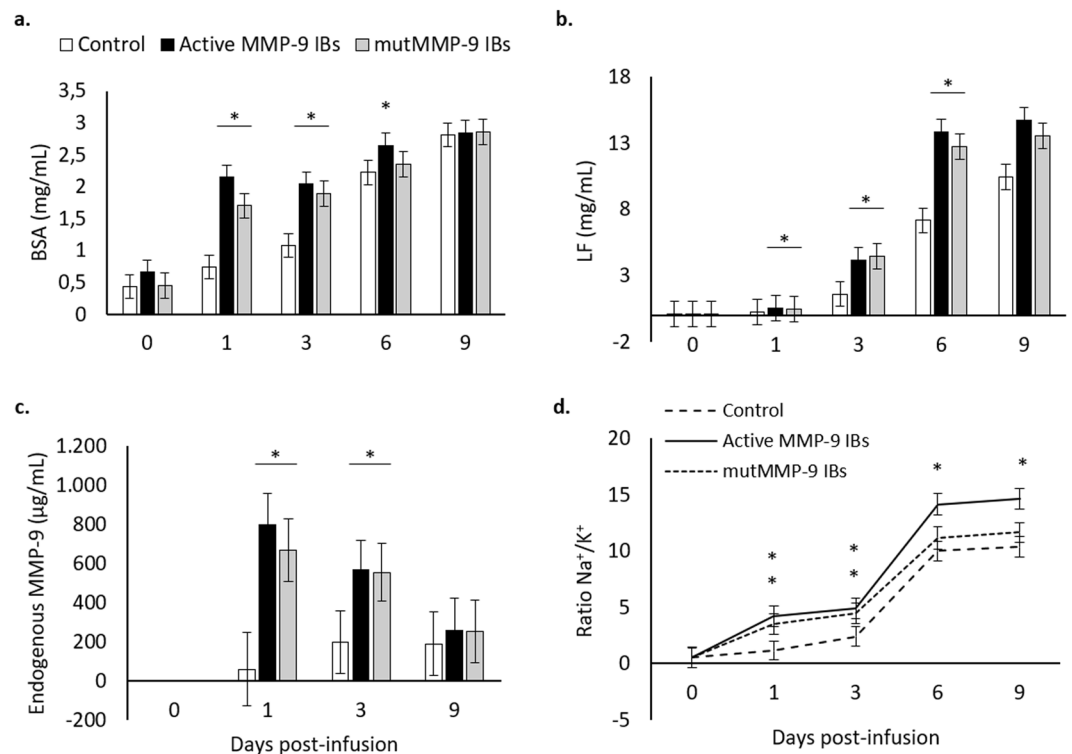 a.
Control Active MMP-9 IBs mutMMP-9 IBs
3,5
3
2,5
2
1,5
1
0,5
0
BSA (mg/mL)
* * *
0 1 3 6 9
b.
18
13
8
3
-2
LF (mg/mL)
* * *
0 1 3 6 9
c.
1.200
1.000
800
600
400
200
0
-200
Endogenous MMP-9 (µg/mL)
* *
0 1 3 9
Days post-infusion
d.
Control
Active MMP-9 IBs
mutMMP-9 IBs
20
15
10
5
0
-5
Ratio Na⁺/K⁺
* * * *
* *
0 1 3 6 9
Days post-infusion